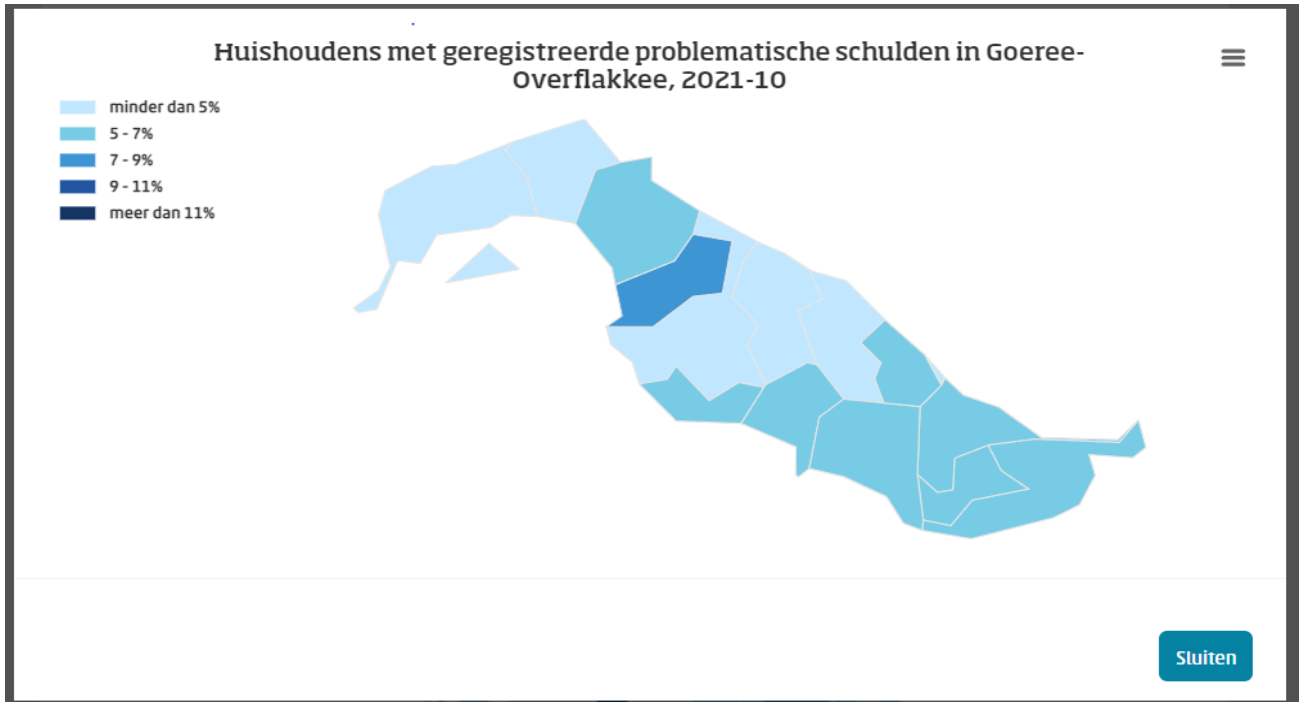 Huishoudens met geregistreerde problematische schulden in Goeree-
Overflakkee, 2021-10
minder dan 5%
5 - 7%
7 - 9%
9 - 11%
meer dan 11%
Sluiten